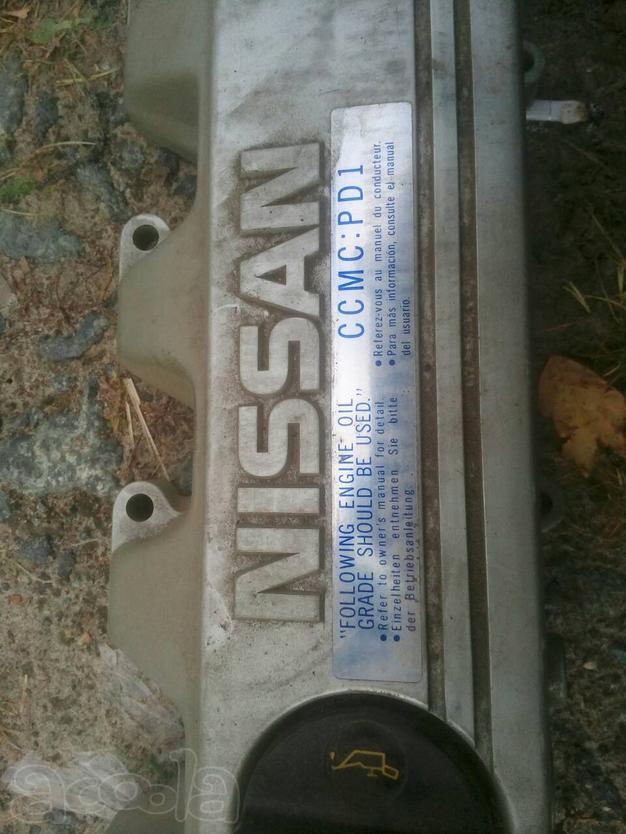 NISSAN
"FOLLOWING ENGINE OIL
GRADE SHOULD BE USED."
CCMC:PD1
● Refer to owner's manual for detail.
● Einzelheiten entnehmen Sie bitte
der Betriebsanleitung.
● Referez-vous au manuel du conducteur.
● Para más información, consulte el manual
del usuario.
acoola